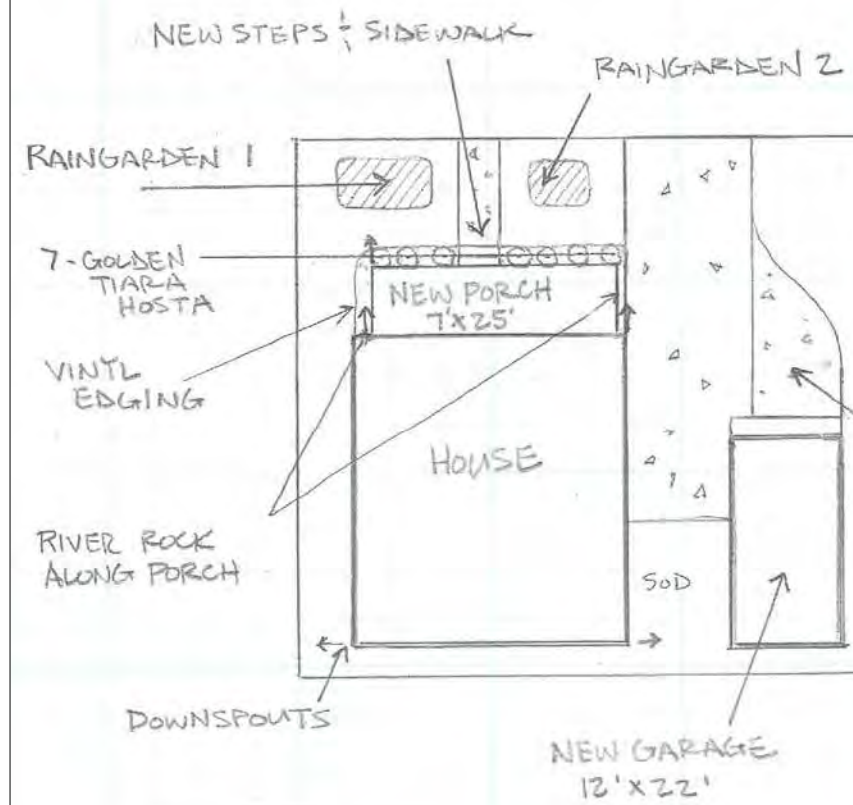 NEW STEPS & SIDEWALK
RAINGARDEN 2
RAINGARDEN 1
7-GOLDEN
TIARA
HOSTA
NEW PORCH
7'X25'
VINYL
EDGING
HOUSE
RIVER ROCK
ALONG PORCH
SOD
DOWNSPOUTS
NEW GARAGE
12'X22'